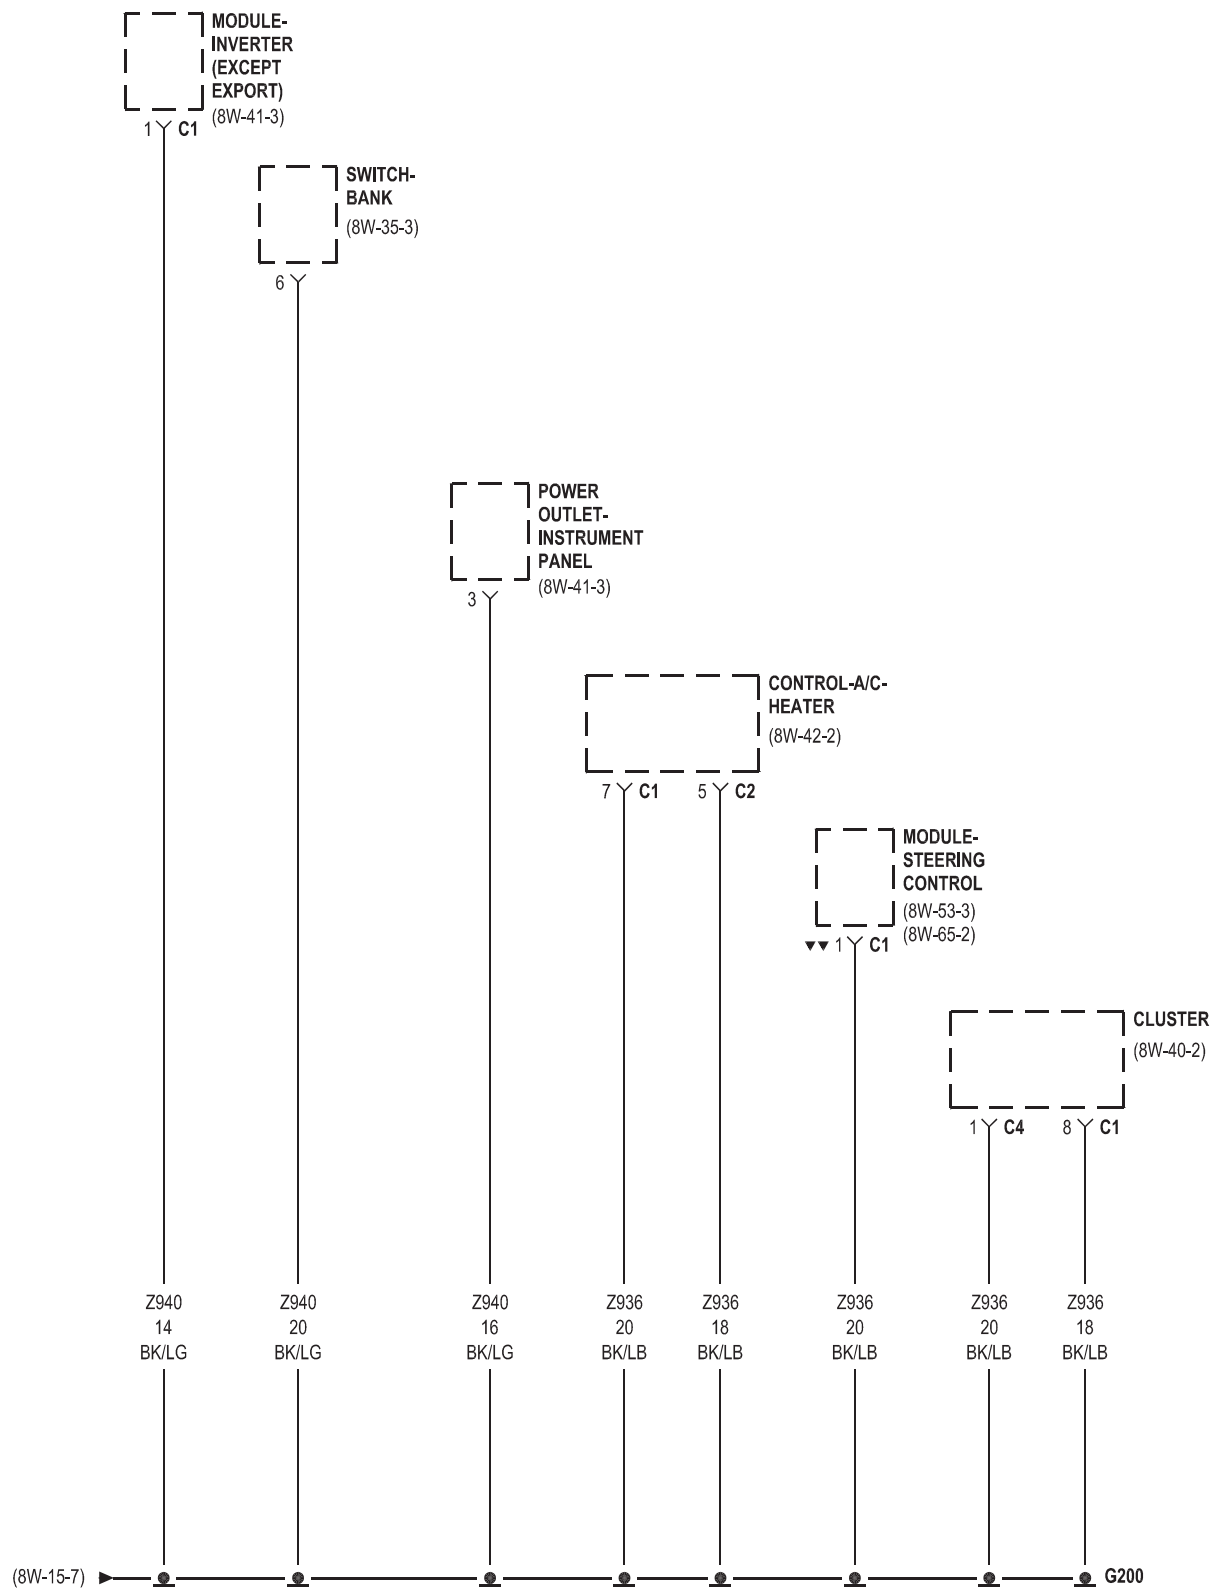 MODULE-
INVERTER
(EXCEPT
EXPORT)
(8W-41-3)
1 C1
SWITCH-
BANK
(8W-35-3)
6
POWER
OUTLET-
INSTRUMENT
PANEL
(8W-41-3)
3
CONTROL-A/C-
HEATER
(8W-42-2)
7 C1 5 C2
MODULE-
STEERING
CONTROL
(8W-53-3)
(8W-65-2)
▼▼ 1 C1
CLUSTER
(8W-40-2)
1 C4 8 C1
Z940 Z940 Z940 Z936 Z936 Z936 Z936 Z936
14 20 16 20 18 20 20 18
BK/LG BK/LG BK/LG BK/LB BK/LB BK/LB BK/LB BK/LB
(8W-15-7) G200